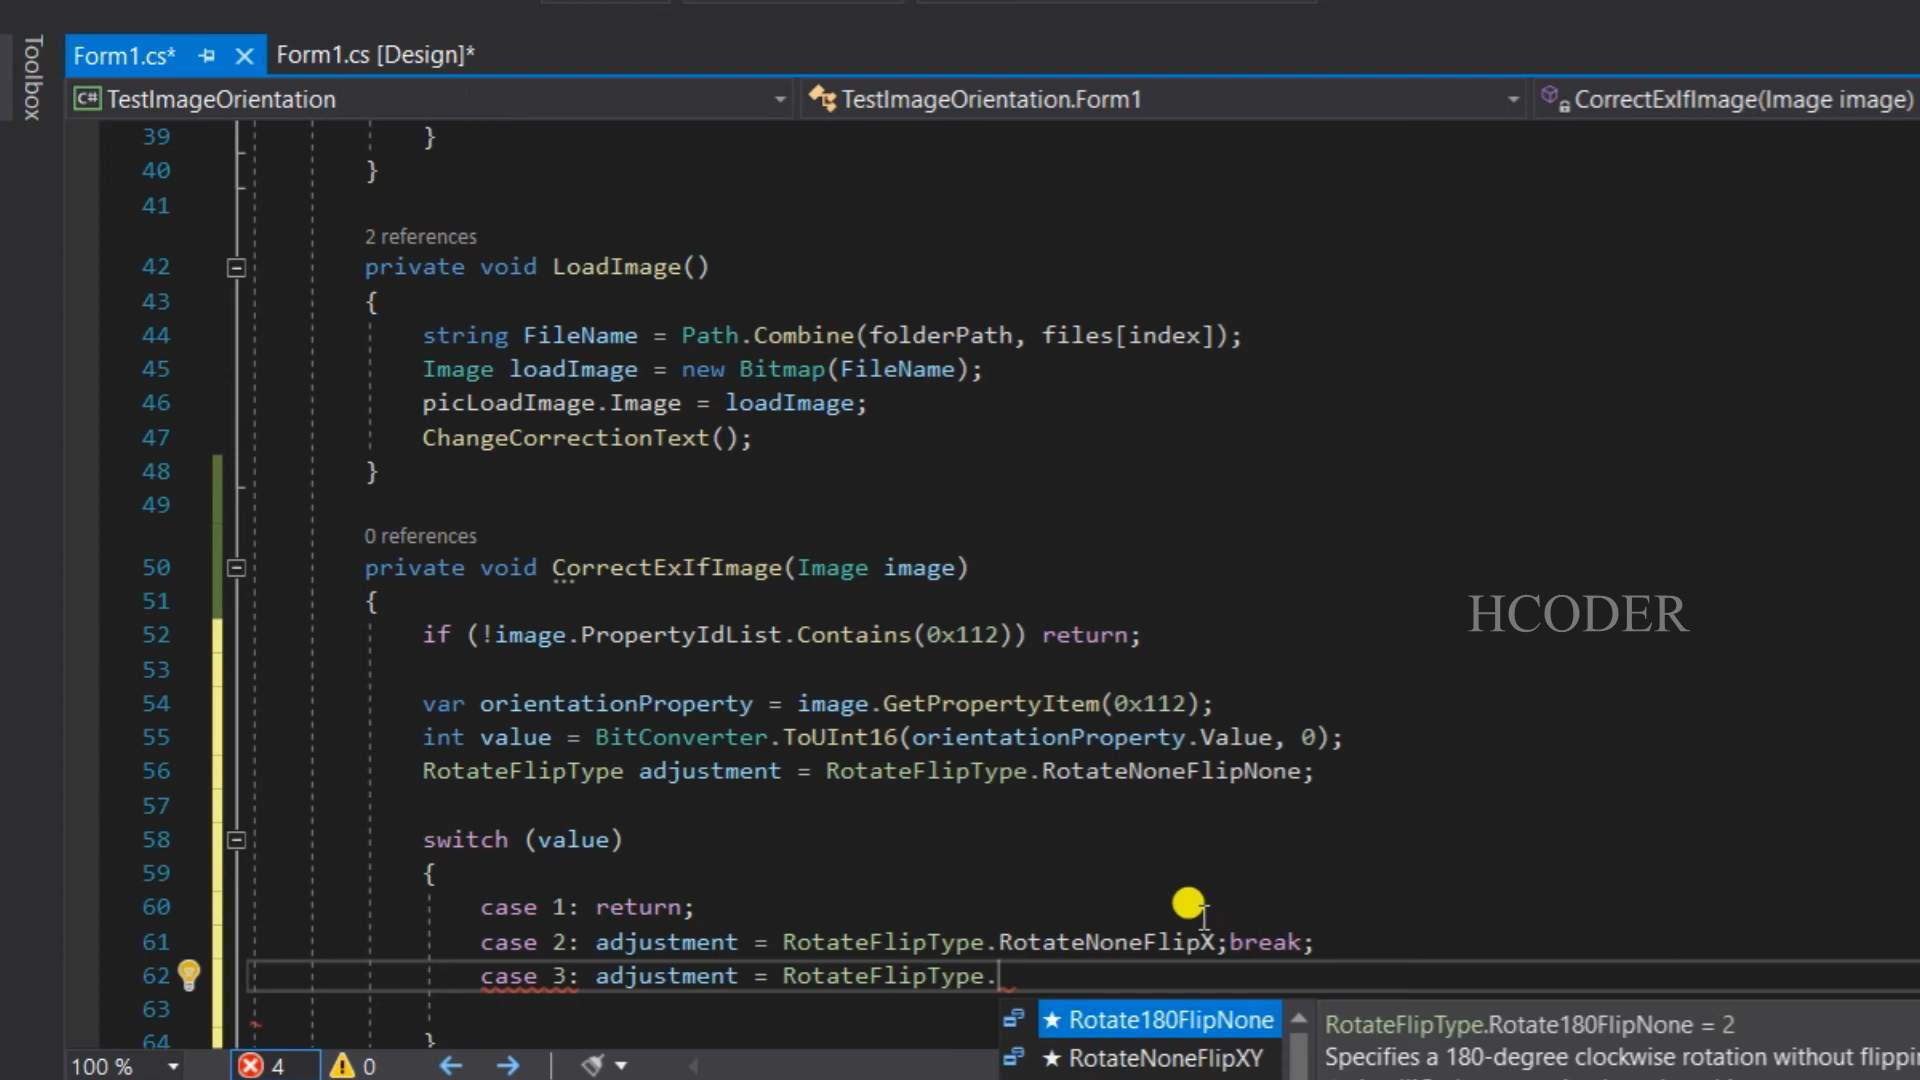 Toolbox
Form1.cs*
Form1.cs [Design]*
C# TestImageOrientation
TestImageOrientation.Form1
CorrectExIfImage(Image image)
39 }
40 }
41
2 references
42 private void LoadImage()
43 {
44 string FileName = Path.Combine(folderPath, files[index]);
45 Image loadImage = new Bitmap(FileName);
46 picLoadImage.Image = loadImage;
47 ChangeCorrectionText();
48 }
49
0 references
50 private void CorrectExIfImage(Image image)
51 {
52 if (!image.PropertyIdList.Contains(0x112)) return;
53
54 var orientationProperty = image.GetPropertyItem(0x112);
55 int value = BitConverter.ToUInt16(orientationProperty.Value, 0);
56 RotateFlipType adjustment = RotateFlipType.RotateNoneFlipNone;
57
58 switch (value)
59 {
60 case 1: return;
61 case 2: adjustment = RotateFlipType.RotateNoneFlipX;break;
62 case 3: adjustment = RotateFlipType.
63
64 }
HCODER
★ Rotate180FlipNone
★ RotateNoneFlipXY
RotateFlipType.Rotate180FlipNone = 2
Specifies a 180-degree clockwise rotation without flippi
100 %
4
0